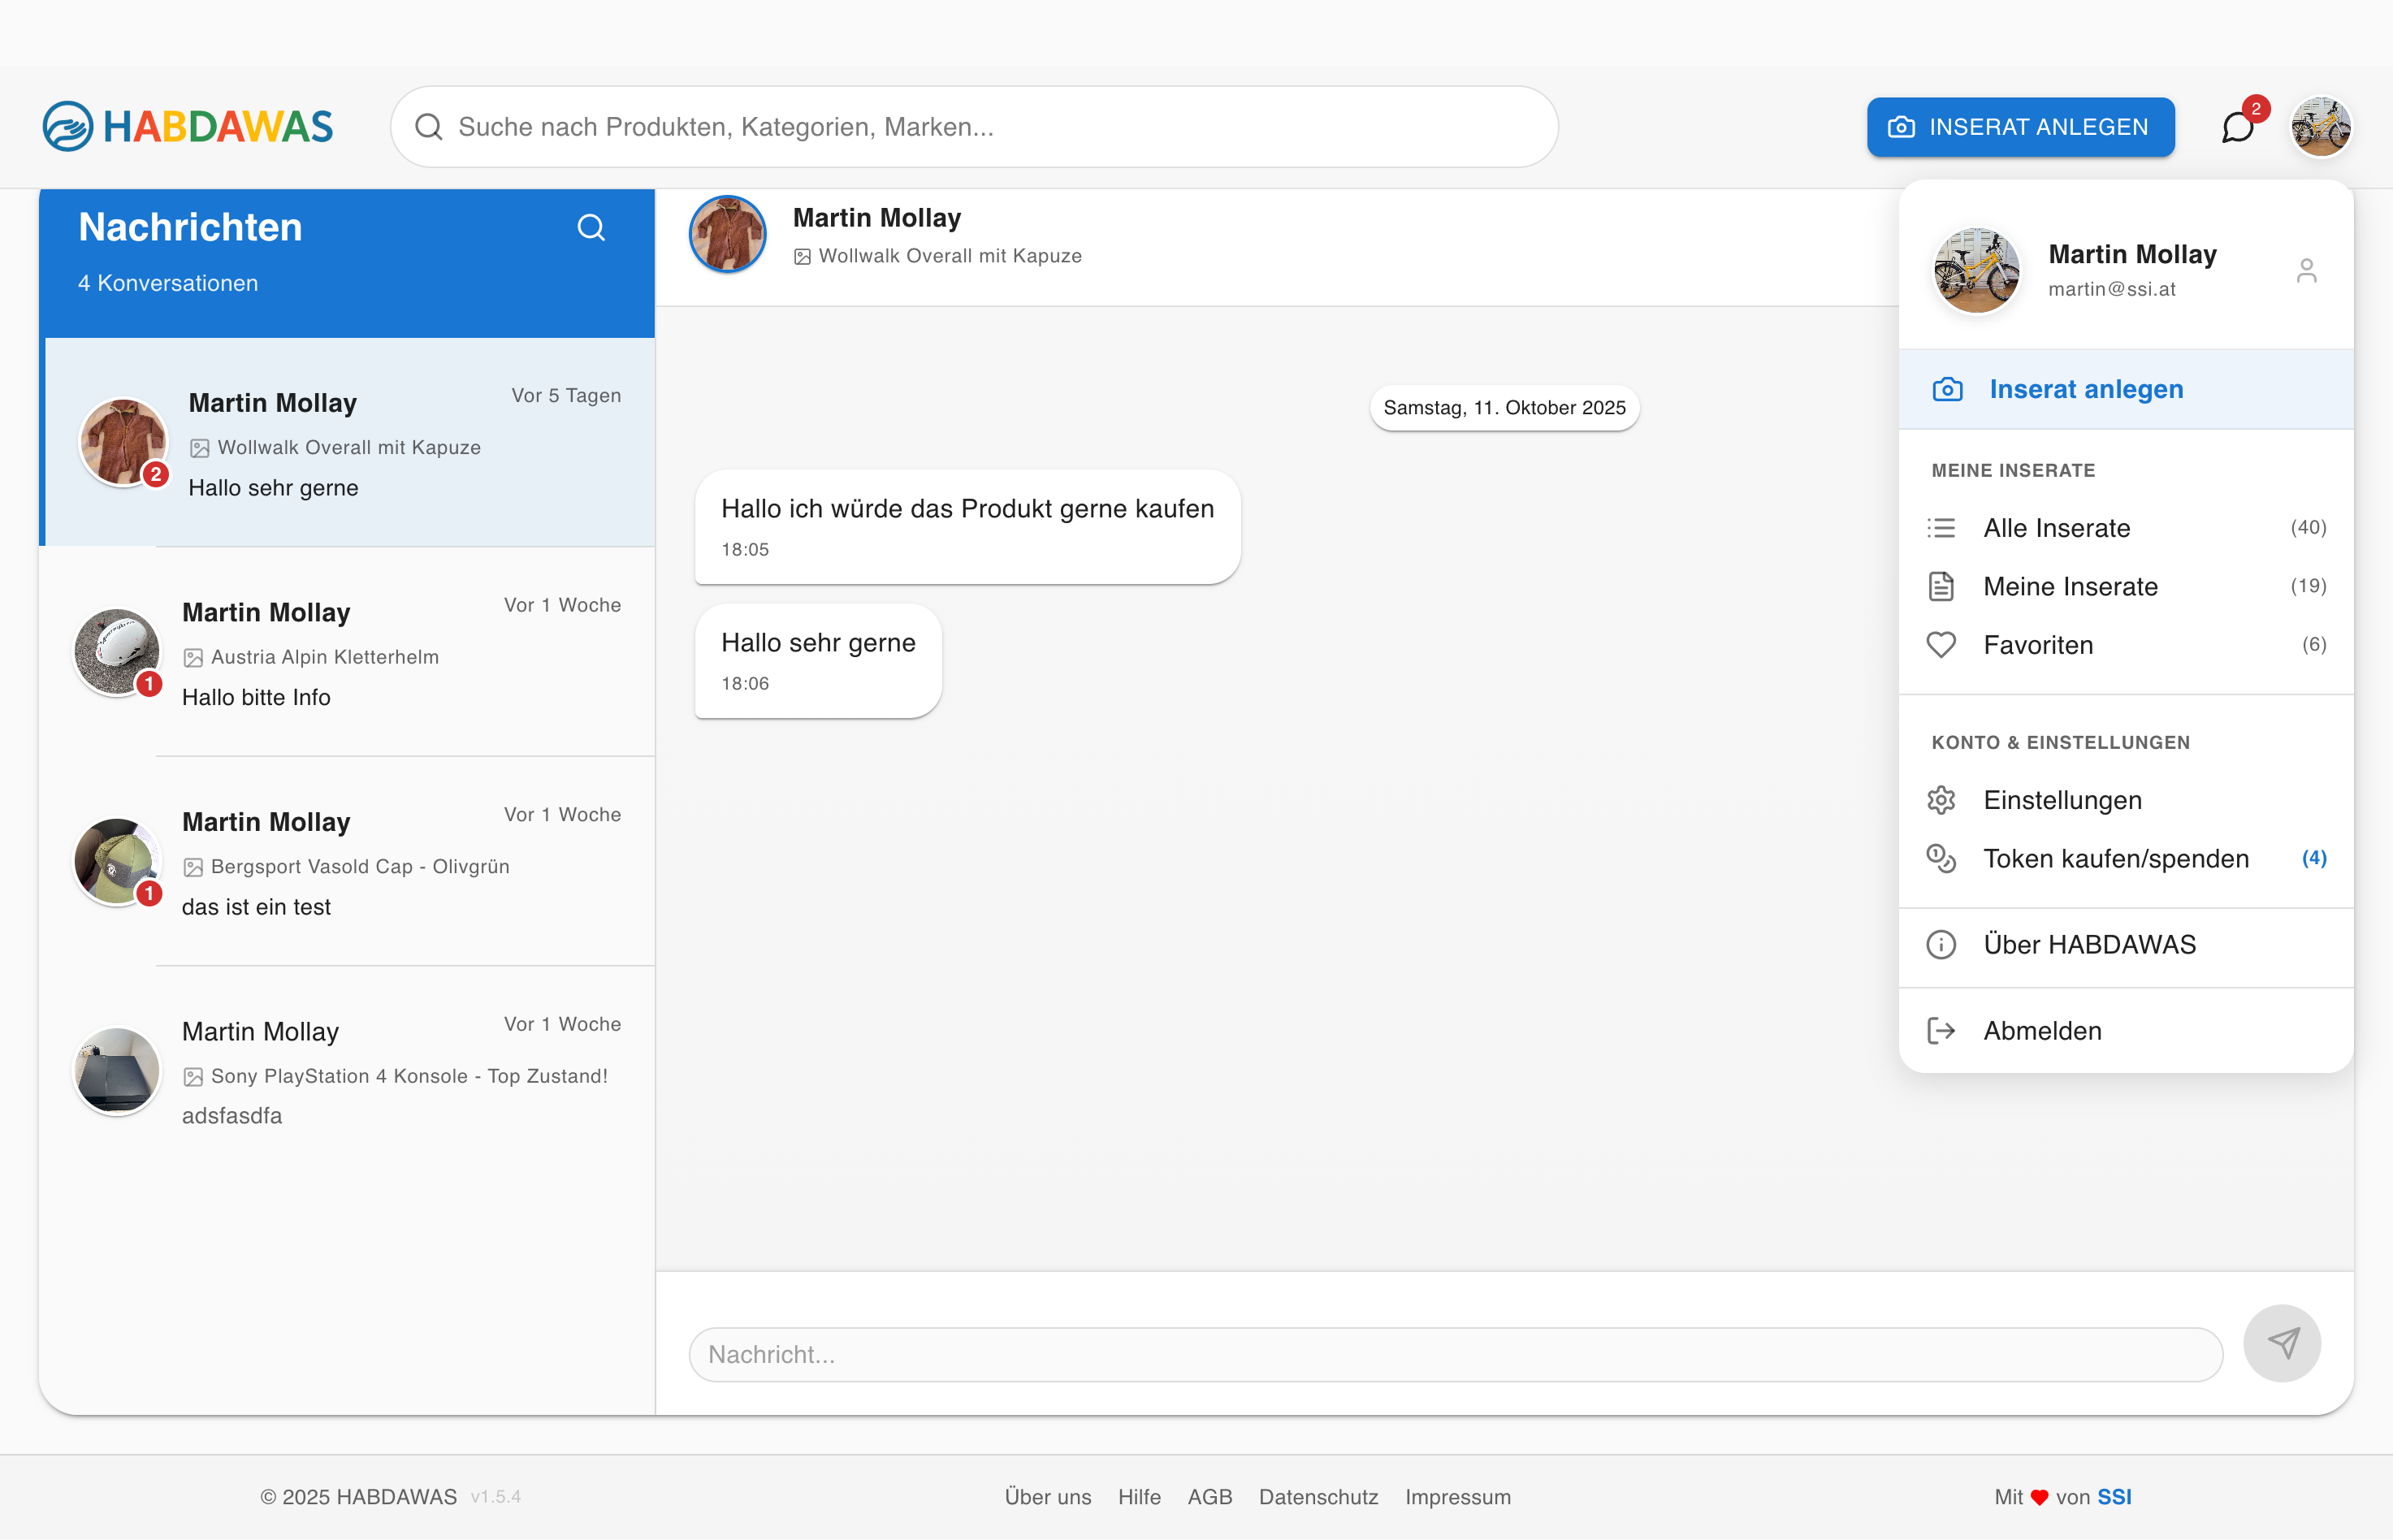 HABDAWAS
Suche nach Produkten, Kategorien, Marken...
INSERAT ANLEGEN
2
Nachrichten
4 Konversationen
Martin Mollay
Vor 5 Tagen
Wollwalk Overall mit Kapuze
2
Hallo sehr gerne
Martin Mollay
Vor 1 Woche
Austria Alpin Kletterhelm
1
Hallo bitte Info
Martin Mollay
Vor 1 Woche
Bergsport Vasold Cap - Olivgrün
1
das ist ein test
Martin Mollay
Vor 1 Woche
Sony PlayStation 4 Konsole - Top Zustand!
adsfasdfa
Martin Mollay
Wollwalk Overall mit Kapuze
Samstag, 11. Oktober 2025
Hallo ich würde das Produkt gerne kaufen
18:05
Hallo sehr gerne
18:06
Nachricht...
Martin Mollay
martin@ssi.at
Inserat anlegen
MEINE INSERATE
Alle Inserate (40)
Meine Inserate (19)
Favoriten (6)
KONTO & EINSTELLUNGEN
Einstellungen
Token kaufen/spenden (4)
Über HABDAWAS
Abmelden
© 2025 HABDAWAS v1.5.4
Über uns Hilfe AGB Datenschutz Impressum
Mit ❤ von SSI